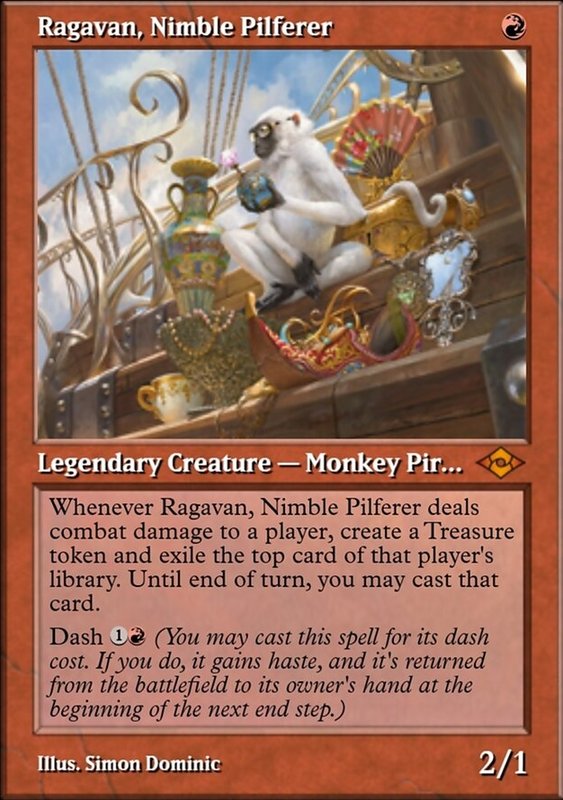 Ragavan, Nimble Pilferer
Legendary Creature — Monkey Pir...
Whenever Ragavan, Nimble Pilferer deals
combat damage to a player, create a Treasure
token and exile the top card of that player's
library. Until end of turn, you may cast that
card.
Dash 1 (You may cast this spell for its dash
cost. If you do, it gains haste, and it's returned
from the battlefield to its owner's hand at the
beginning of the next end step.)
Illus. Simon Dominic
2/1